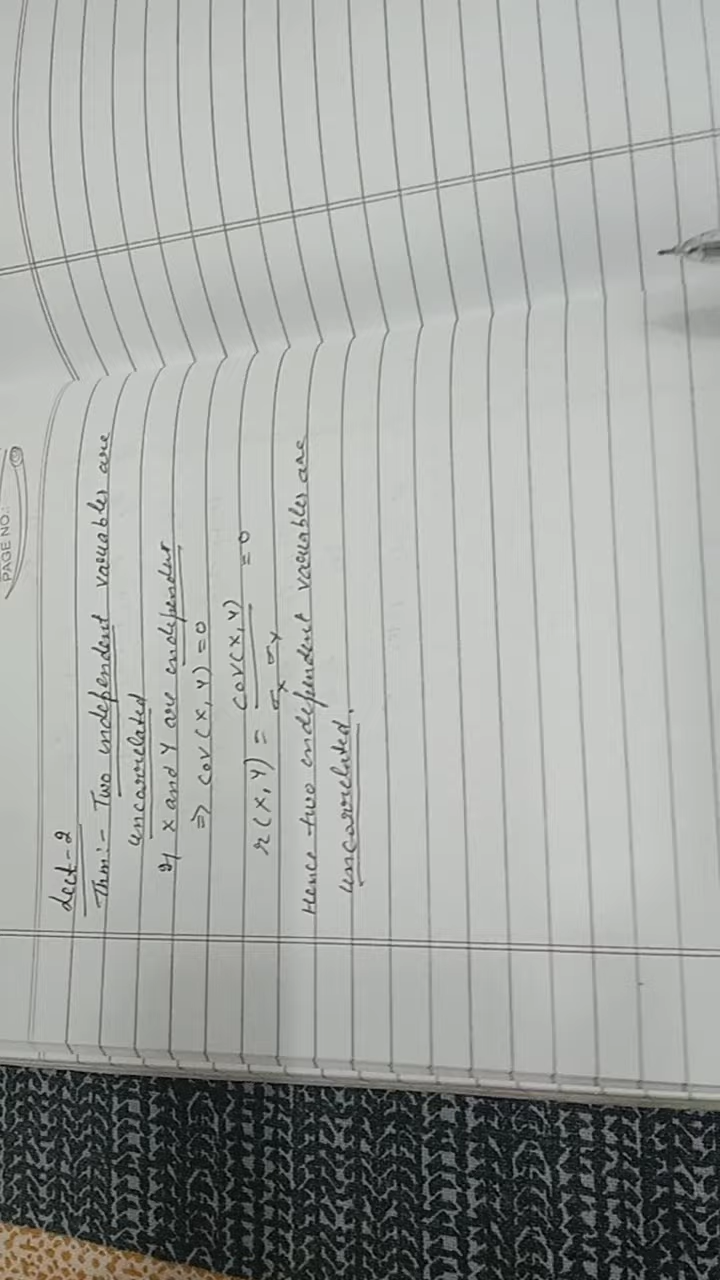 PAGE NO.:
Lect-2
Thm:- Two independent variables are
uncorrelated
If X and Y are independent
⇒ cov(X, Y) = 0
r(X, Y) = cov(X, Y) / σx σy = 0
Hence two independent variables are
uncorrelated.